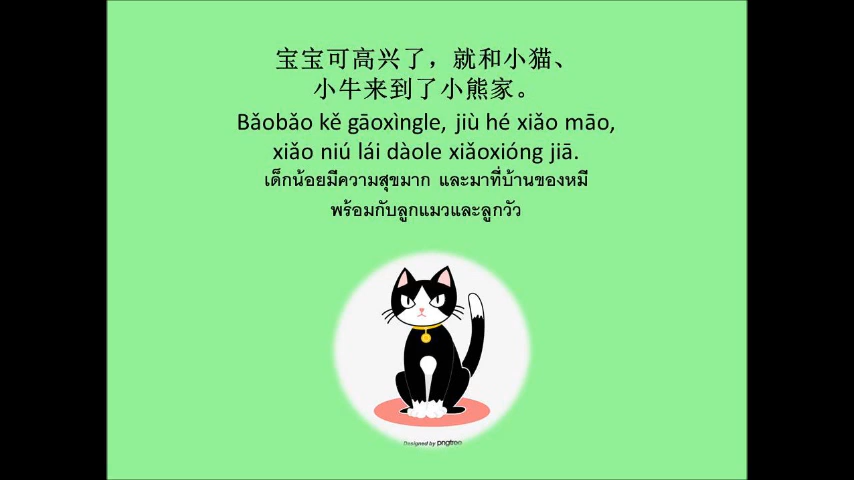 宝宝可高兴了，就和小猫、
小牛来到了小熊家。
Bǎobǎo kě gāoxìngle, jiù hé xiǎo māo,
xiǎo niú lái dàole xiǎoxióng jiā.
เด็กน้อยมีความสุขมาก และมาที่บ้านของหมี
พร้อมกับลูกแมวและลูกวัว
Designed by pngtree